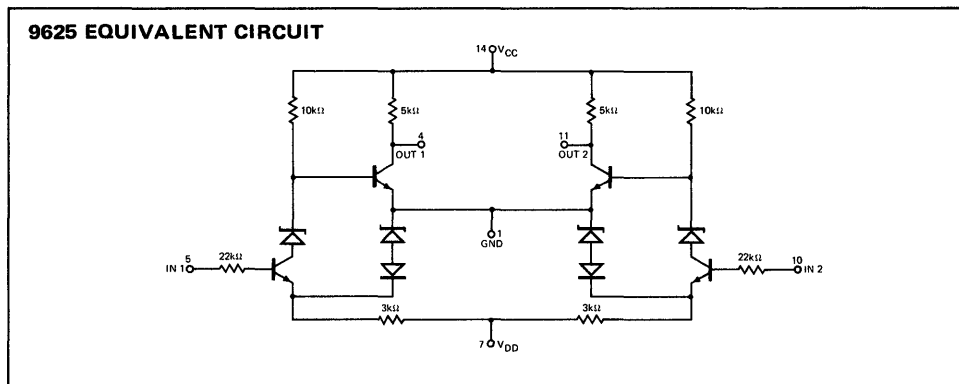 9625 EQUIVALENT CIRCUIT
14 VCC
10kΩ
5kΩ
5kΩ
10kΩ
4
OUT 1
11
OUT 2
1
GND
5
IN 1
22kΩ
22kΩ
10
IN 2
3kΩ
3kΩ
7 VDD